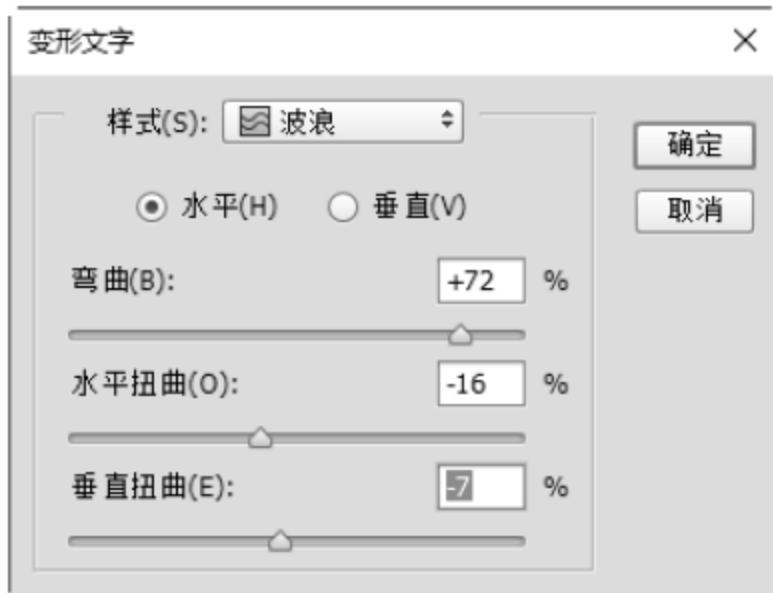 变形文字
样式(S): 波浪
确定
水平(H) 垂直(V)
取消
弯曲(B): +72 %
水平扭曲(O): -16 %
垂直扭曲(E): -7 %